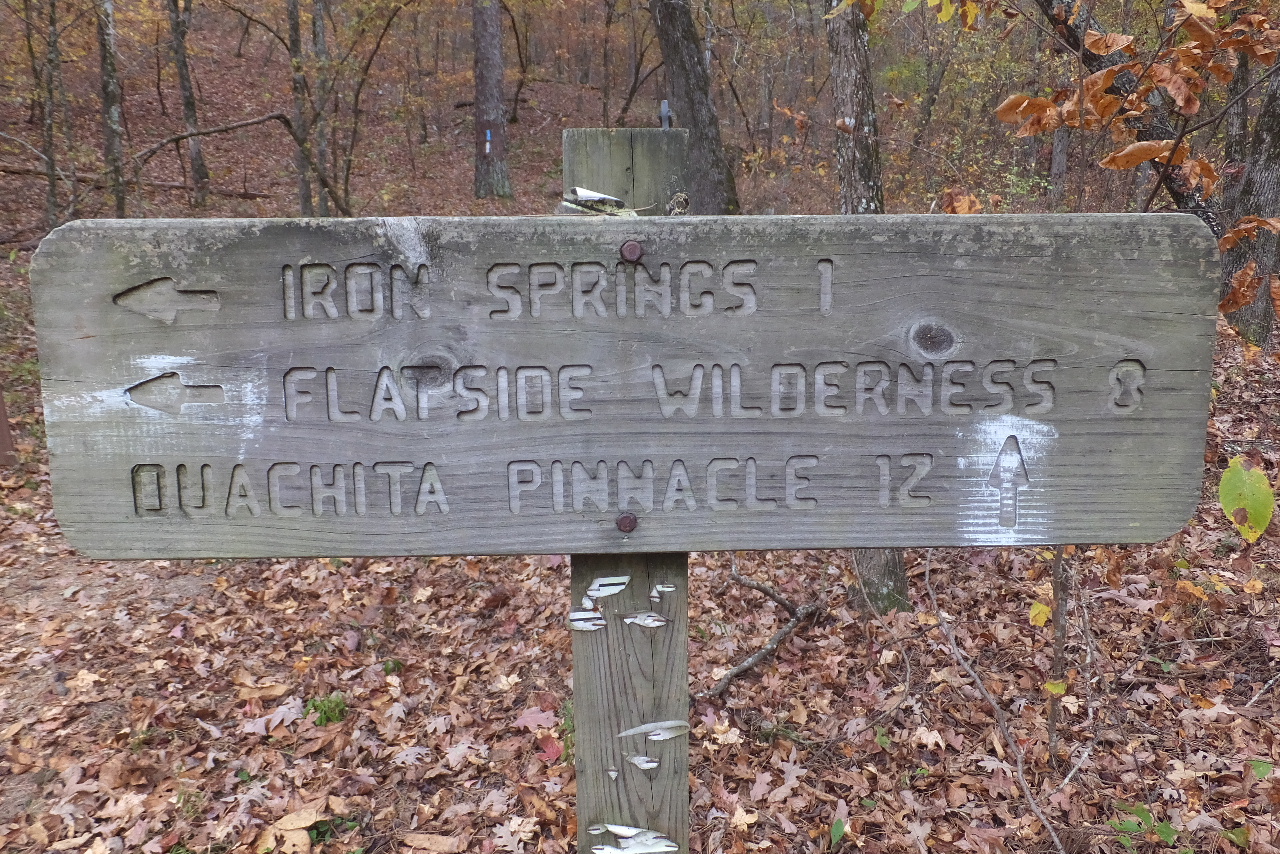 ← IRON SPRINGS 1
← FLATSIDE WILDERNESS 8
OUACHITA PINNACLE 12 ↑